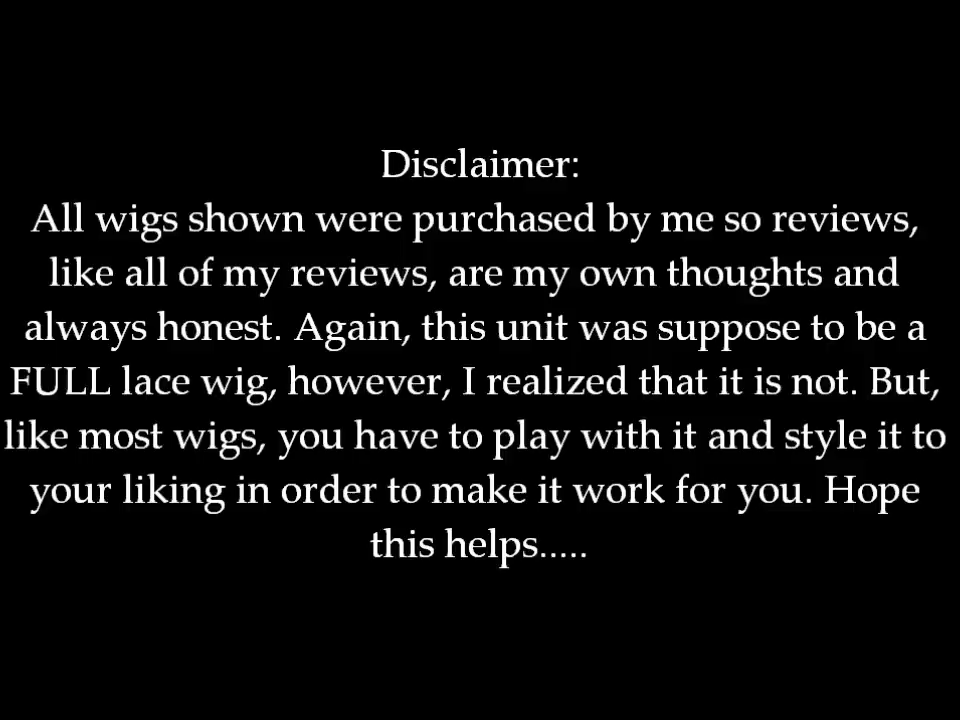 Disclaimer:
All wigs shown were purchased by me so reviews,
like all of my reviews, are my own thoughts and
always honest. Again, this unit was suppose to be a
FULL lace wig, however, I realized that it is not. But,
like most wigs, you have to play with it and style it to
your liking in order to make it work for you. Hope
this helps.....